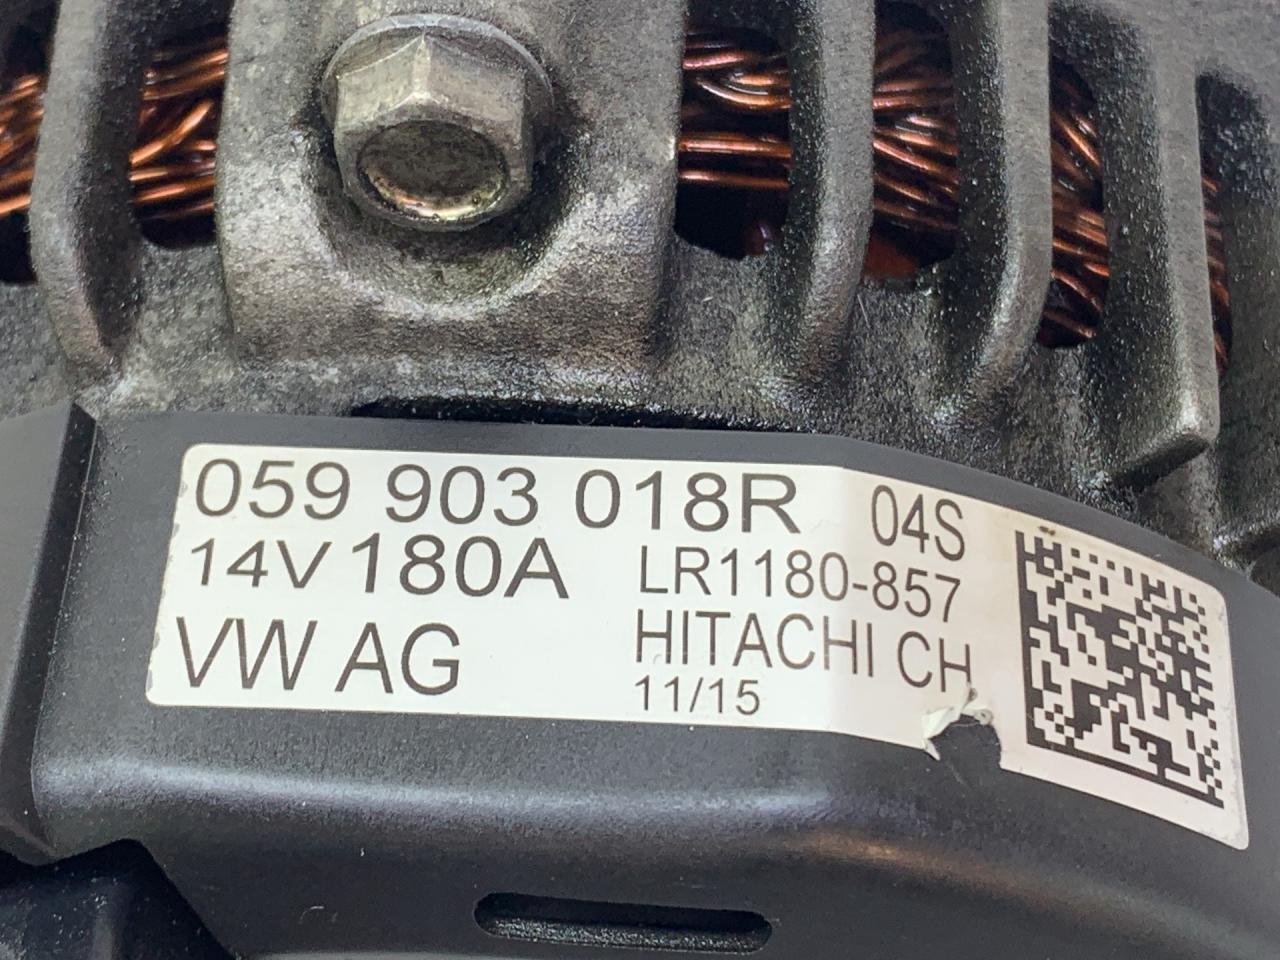 059 903 018R 04S
14V 180A LR1180-857
VW AG HITACHI CH
11/15